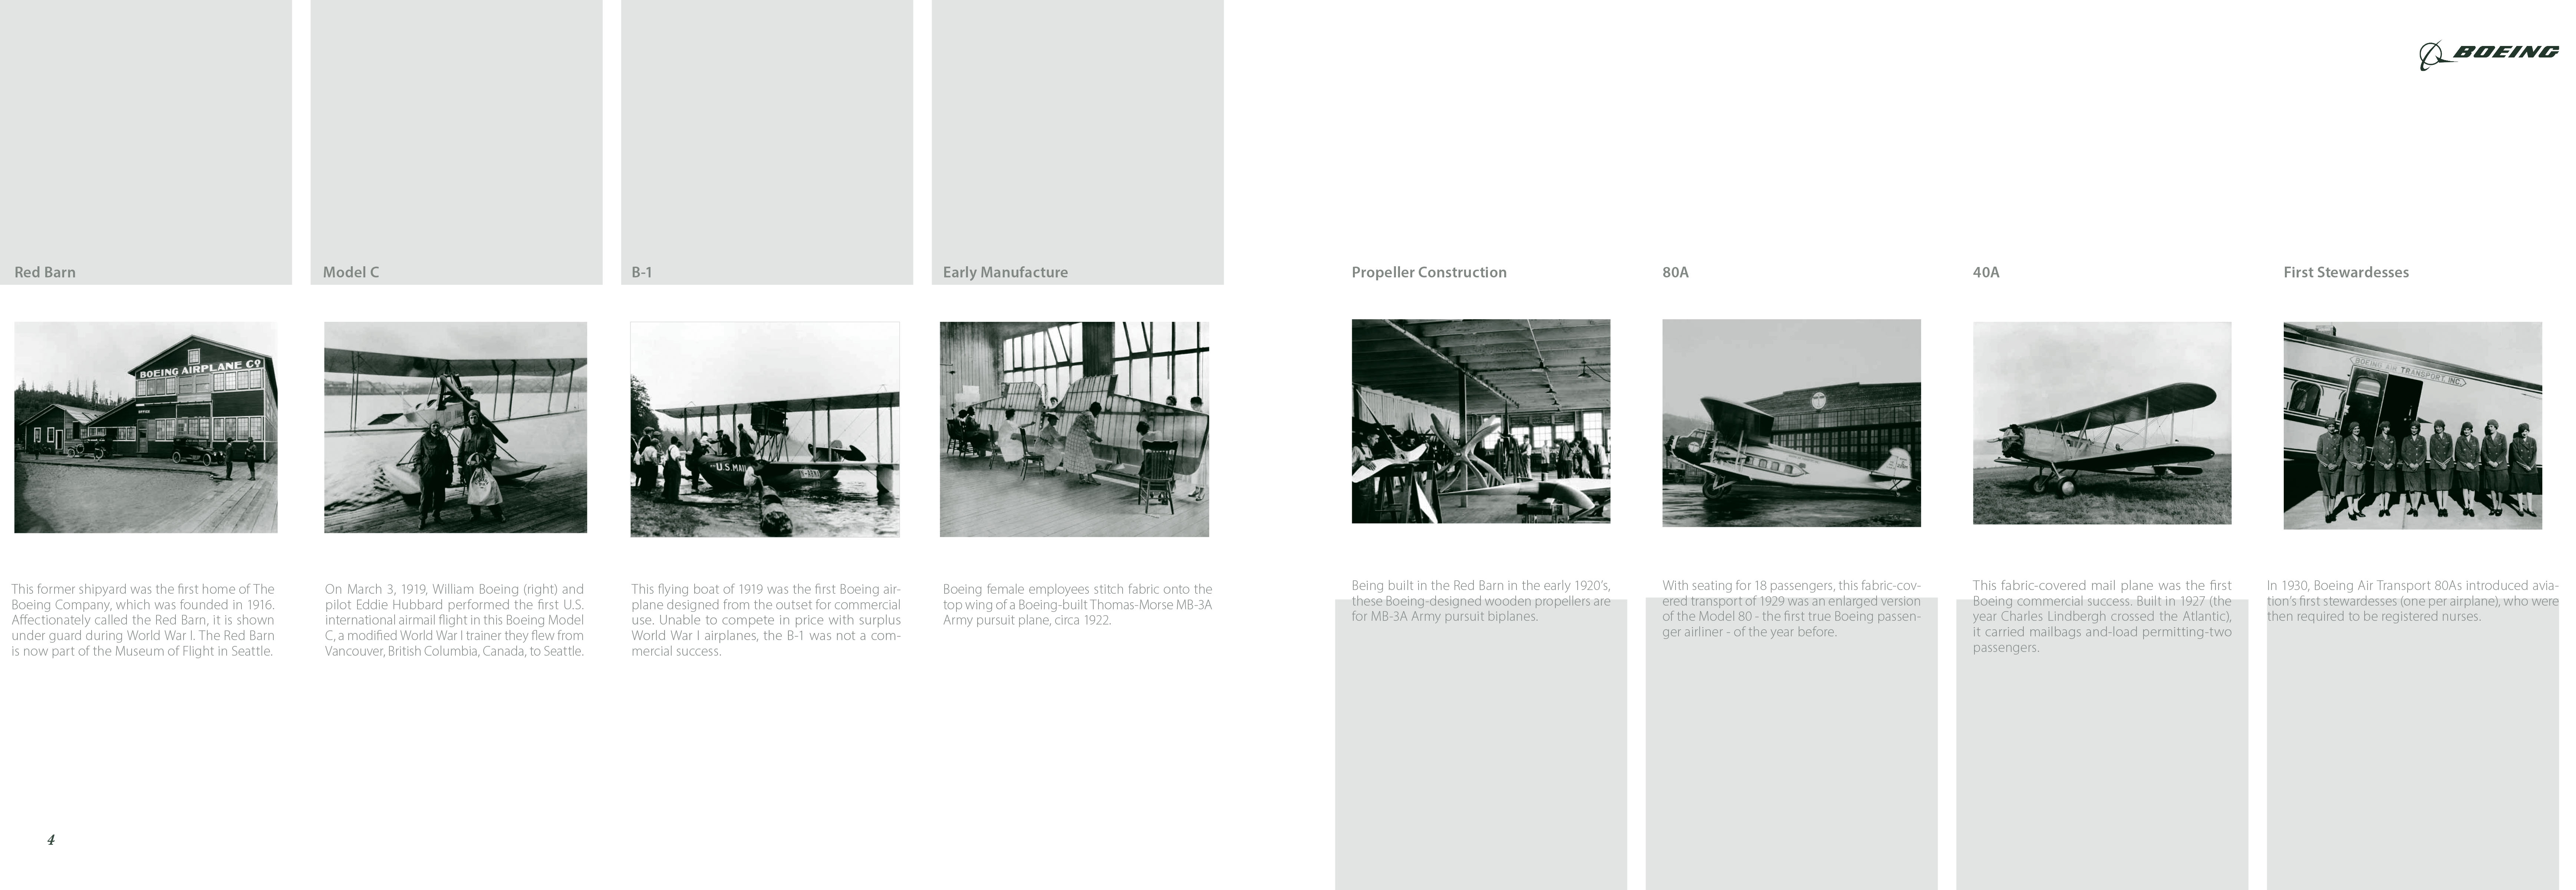 BOEING
Red Barn
BOEING AIRPLANE CO
OFFICE
This former shipyard was the first home of The
Boeing Company, which was founded in 1916.
Affectionately called the Red Barn, it is shown
under guard during World War I. The Red Barn
is now part of the Museum of Flight in Seattle.
Model C
On March 3, 1919, William Boeing (right) and
pilot Eddie Hubbard performed the first U.S.
international airmail flight in this Boeing Model
C, a modified World War I trainer they flew from
Vancouver, British Columbia, Canada, to Seattle.
B-1
U.S. MAIL
This flying boat of 1919 was the first Boeing air-
plane designed from the outset for commercial
use. Unable to compete in price with surplus
World War I airplanes, the B-1 was not a com-
mercial success.
Early Manufacture
Boeing female employees stitch fabric onto the
top wing of a Boeing-built Thomas-Morse MB-3A
Army pursuit plane, circa 1922.
Propeller Construction
Being built in the Red Barn in the early 1920's,
these Boeing-designed wooden propellers are
for MB-3A Army pursuit biplanes.
80A
With seating for 18 passengers, this fabric-cov-
ered transport of 1929 was an enlarged version
of the Model 80 - the first true Boeing passen-
ger airliner - of the year before.
40A
This fabric-covered mail plane was the first
Boeing commercial success. Built in 1927 (the
year Charles Lindbergh crossed the Atlantic),
it carried mailbags and-load permitting-two
passengers.
First Stewardesses
BOEING AIR TRANSPORT INC.
In 1930, Boeing Air Transport 80As introduced avia-
tion's first stewardesses (one per airplane), who were
then required to be registered nurses.
4